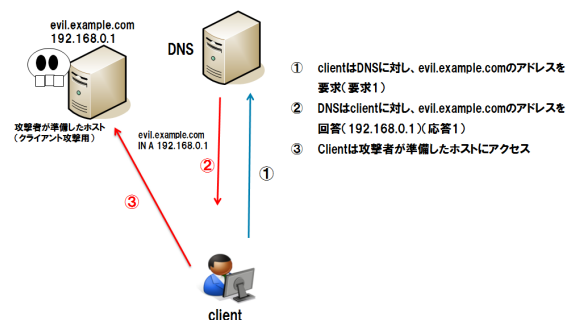 evil.example.com
192.168.0.1
DNS
攻撃者が準備したホスト
(クライアント攻撃用)
evil.example.com
IN A 192.168.0.1
②
①
③
client
① clientはDNSに対し、evil.example.comのアドレスを
要求(要求1)
② DNSはclientに対し、evil.example.comのアドレスを
回答(192.168.0.1)(応答1)
③ Clientは攻撃者が準備したホストにアクセス